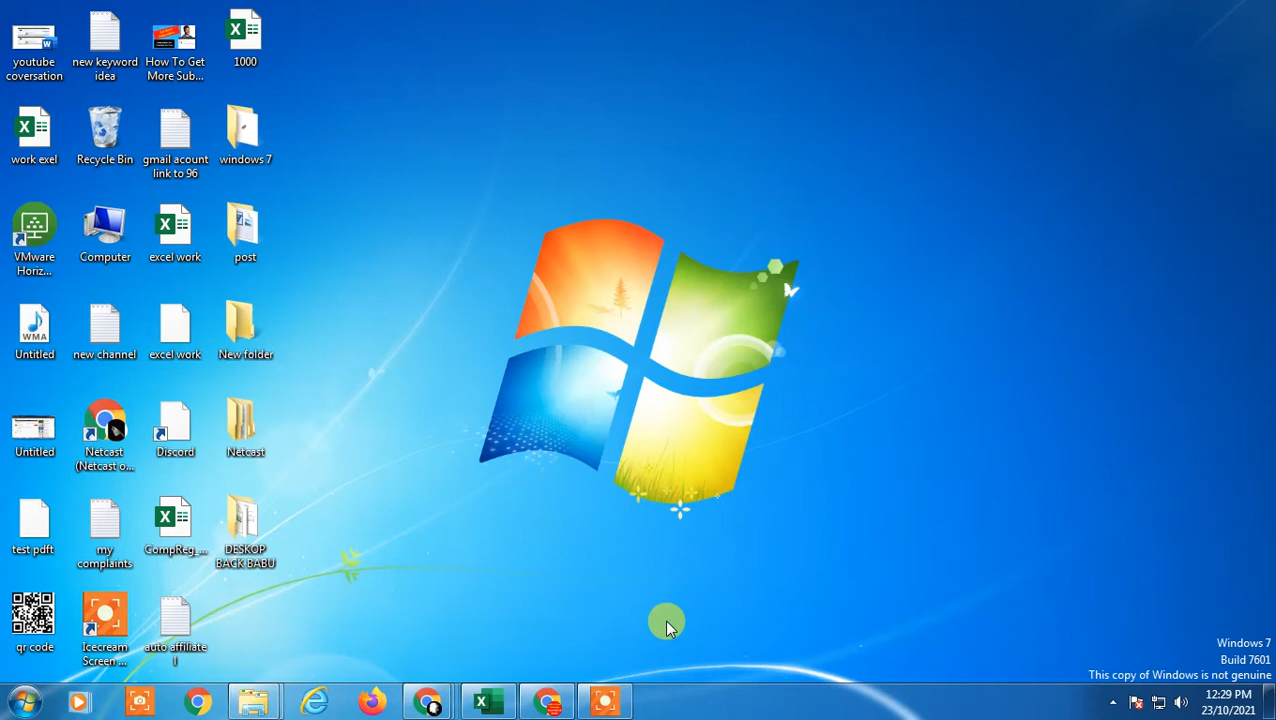 youtube
coversation
new keyword
idea
How To Get
More Sub...
1000
work exel
Recycle Bin
gmail acount
link to 96
windows 7
VMware
Horiz...
Computer
excel work
post
WMA
Untitled
new channel
excel work
New folder
Untitled
Netcast
(Netcast o...
Discord
Netcast
test pdft
my
complaints
CompReg_...
DESKOP
BACK BABU
qr code
Icecream
Screen ...
auto affiliate
l
Windows 7
Build 7601
This copy of Windows is not genuine
12:29 PM
23/10/2021